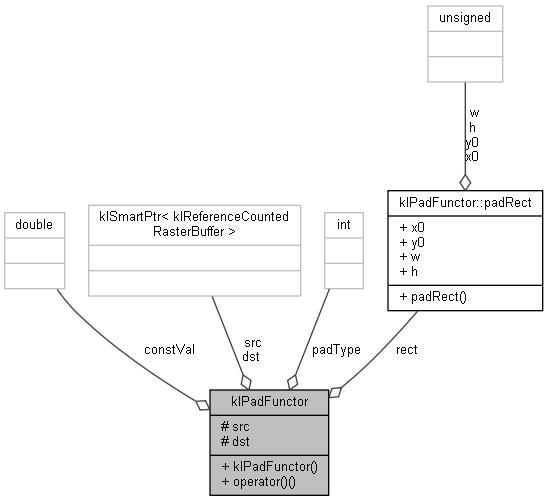 unsigned
w
h
y0
x0
double
klSmartPtr< klReferenceCounted
RasterBuffer >
int
klPadFunctor::padRect
+ x0
+ y0
+ w
+ h
+ padRect()
constVal
src
dst
padType
rect
klPadFunctor
# src
# dst
+ klPadFunctor()
+ operator()()